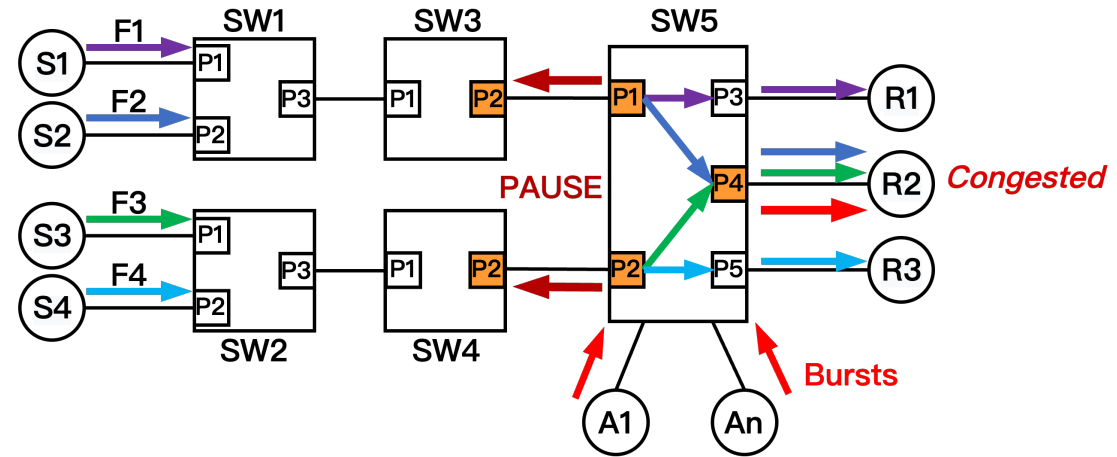 SW1
SW3
SW5
F1
S1
P1
F2
S2
P2
P3
P1
P2
P1
P3
R1
P4
R2
Congested
PAUSE
F3
S3
P1
F4
S4
P2
P3
P1
P2
P2
P5
R3
SW2
SW4
Bursts
A1
An